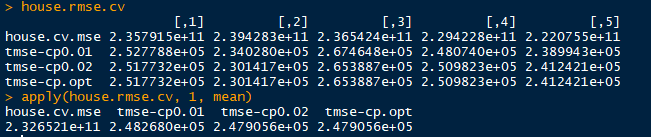 > house.rmse.cv
[,1] [,2] [,3] [,4] [,5]
house.cv.mse 2.357915e+11 2.394283e+11 2.365424e+11 2.294228e+11 2.220755e+11
tmse-cp0.01 2.527788e+05 2.340280e+05 2.674648e+05 2.480740e+05 2.389943e+05
tmse-cp0.02 2.517732e+05 2.301417e+05 2.653887e+05 2.509823e+05 2.412421e+05
tmse-cp.opt 2.517732e+05 2.301417e+05 2.653887e+05 2.509823e+05 2.412421e+05
> apply(house.rmse.cv, 1, mean)
house.cv.mse tmse-cp0.01 tmse-cp0.02 tmse-cp.opt
2.326521e+11 2.482680e+05 2.479056e+05 2.479056e+05